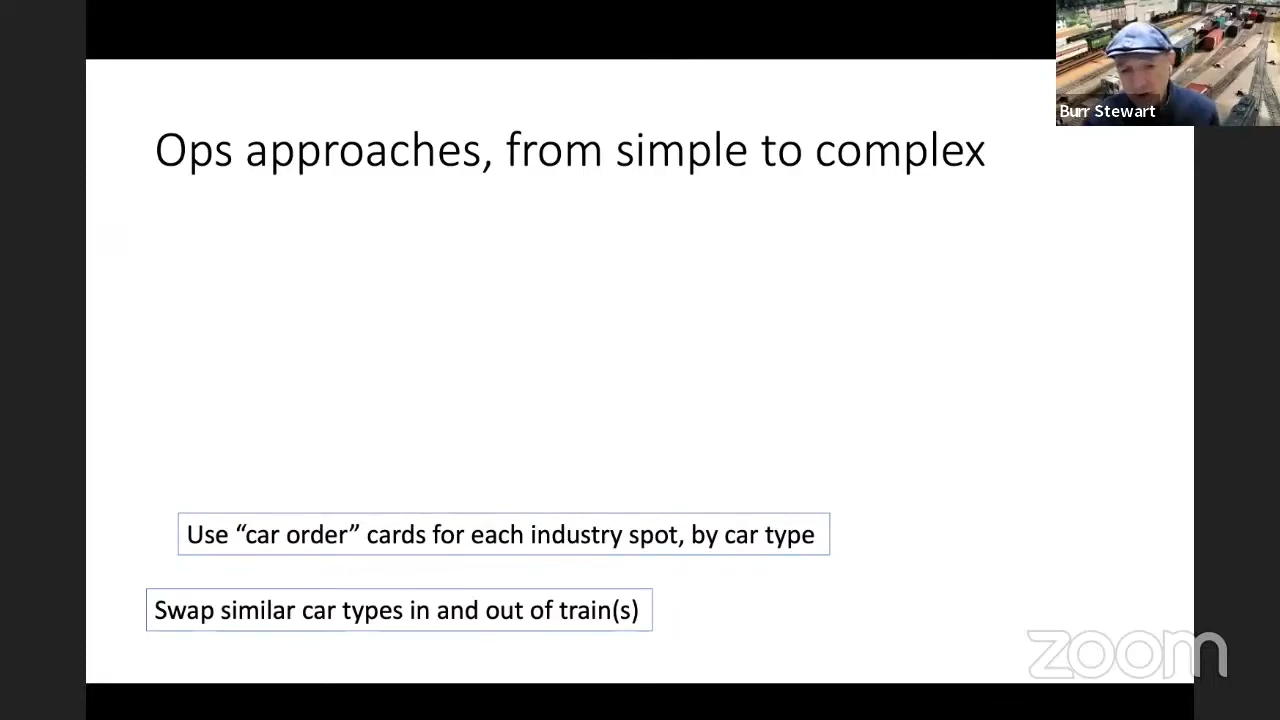 Burr Stewart
Ops approaches, from simple to complex
Use “car order” cards for each industry spot, by car type
Swap similar car types in and out of train(s)
zoom